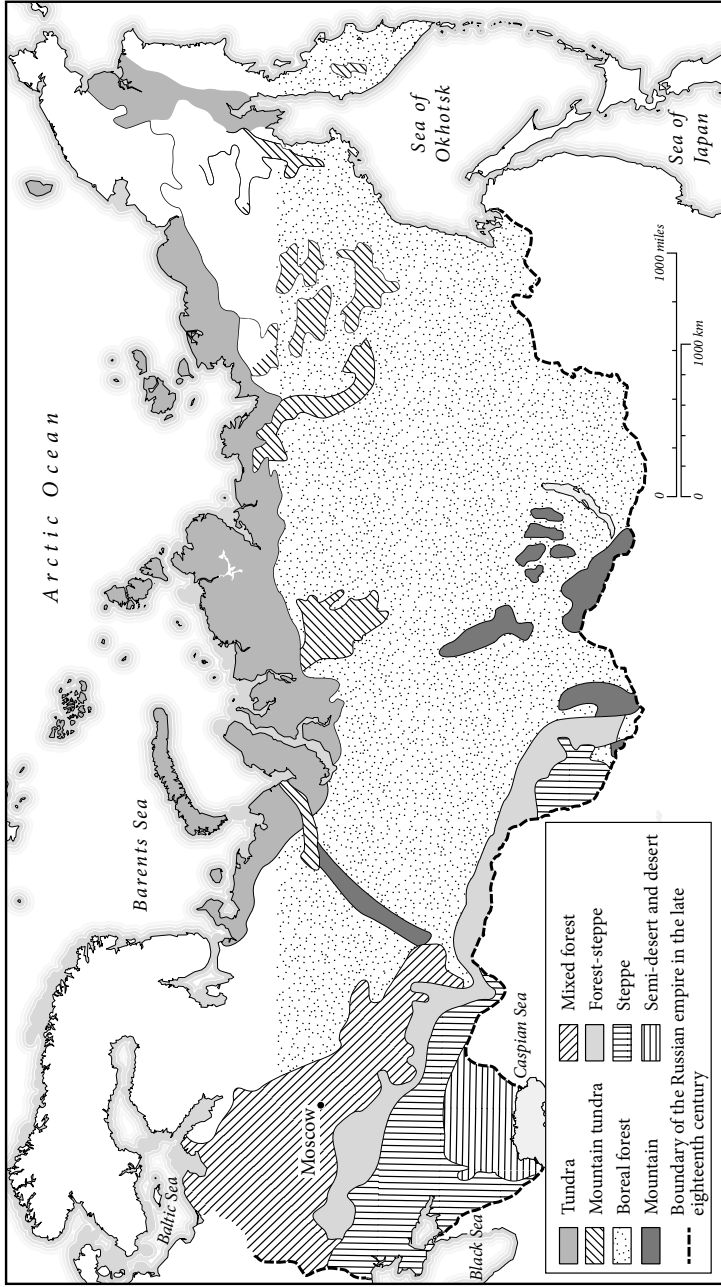 Arctic Ocean
Barents Sea
Sea of
Okhotsk
Sea of
Japan
Baltic Sea
Moscow
Black Sea
Caspian Sea
0 1000 miles
0 1000 km
Tundra
Mountain tundra
Boreal forest
Mountain
Mixed forest
Forest-steppe
Steppe
Semi-desert and desert
Boundary of the Russian empire in the late
eighteenth century